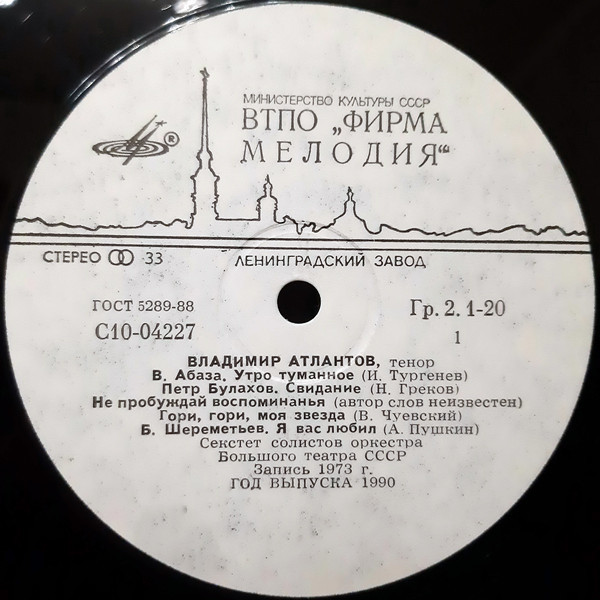 МИНИСТЕРСТВО КУЛЬТУРЫ СССР
ВТПО „ФИРМА
МЕЛОДИЯ“
®
СТЕРЕО 33
ЛЕНИНГРАДСКИЙ ЗАВОД
ГОСТ 5289-88
Гр. 2. 1-20
С10-04227
1
ВЛАДИМИР АТЛАНТОВ, тенор
В. Абаза. Утро туманное (И. Тургенев)
Петр Булахов. Свидание (Н. Греков)
Не пробуждай воспоминанья (автор слов неизвестен)
Гори, гори, моя звезда (В. Чуевский)
Б. Шереметьев. Я вас любил (А. Пушкин)
Секстет солистов оркестра
Большого театра СССР
Запись 1973 г.
ГОД ВЫПУСКА 1990